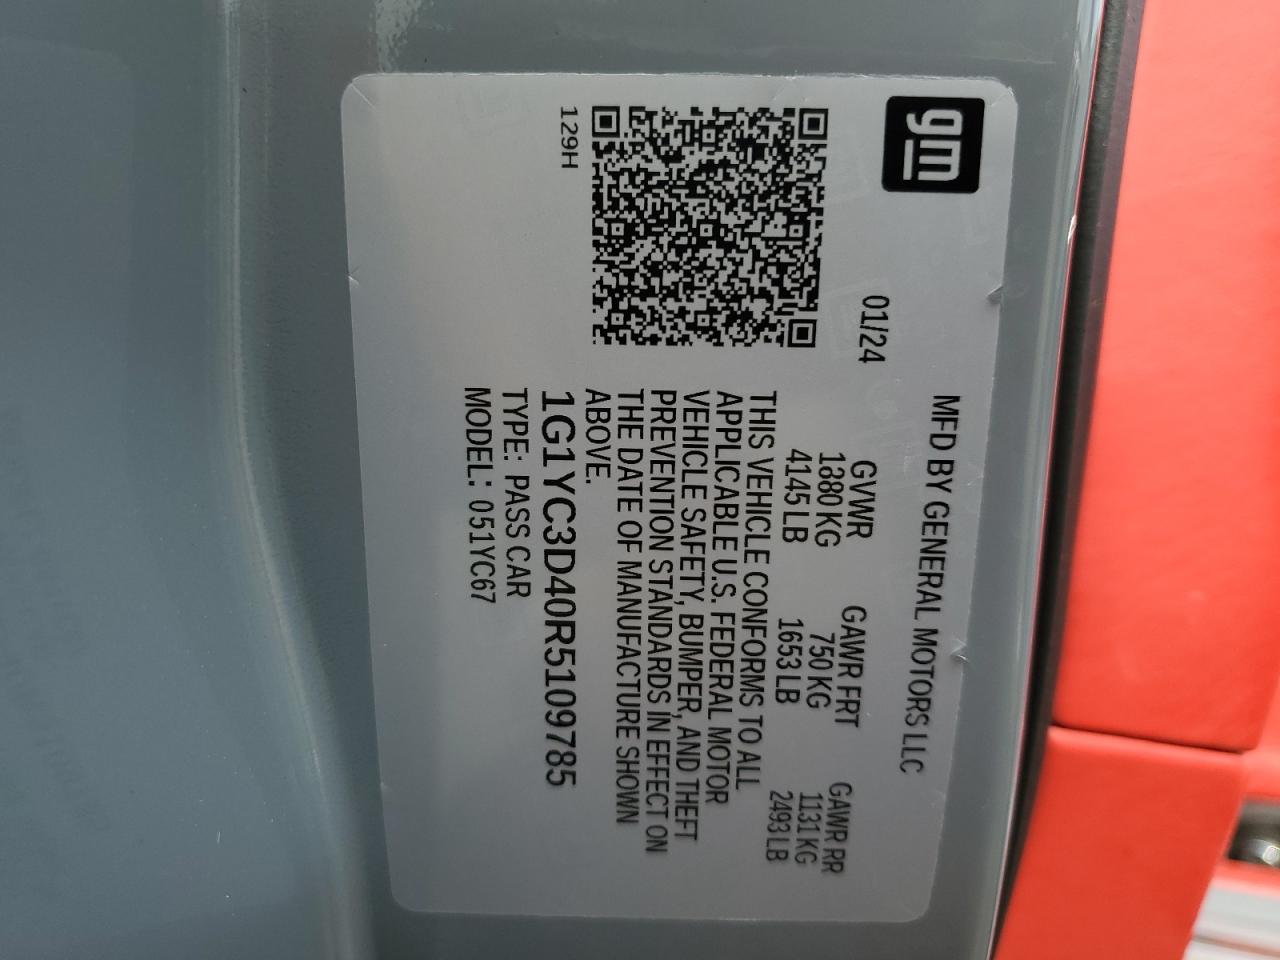 gm
MFD BY GENERAL MOTORS LLC
01/24
GVWR GAWR FRT GAWR RR
1880 KG 750 KG 1131 KG
4145 LB 1653 LB 2493 LB
THIS VEHICLE CONFORMS TO ALL
APPLICABLE U.S. FEDERAL MOTOR
VEHICLE SAFETY, BUMPER, AND THEFT
PREVENTION STANDARDS IN EFFECT ON
THE DATE OF MANUFACTURE SHOWN
ABOVE.
1G1YC3D40R5109785
129H
TYPE: PASS CAR
MODEL: 051YC67